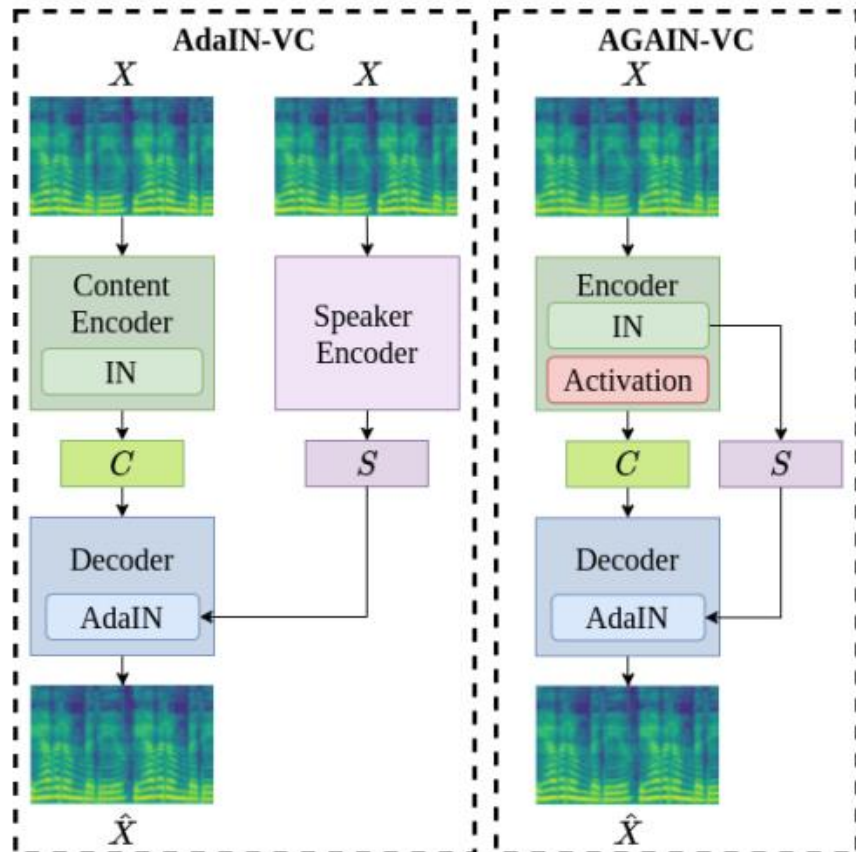 AdaIN-VC
X
X
Content
Encoder
IN
Speaker
Encoder
C
S
Decoder
AdaIN
X̂
AGAIN-VC
X
Encoder
IN
Activation
C
S
Decoder
AdaIN
X̂